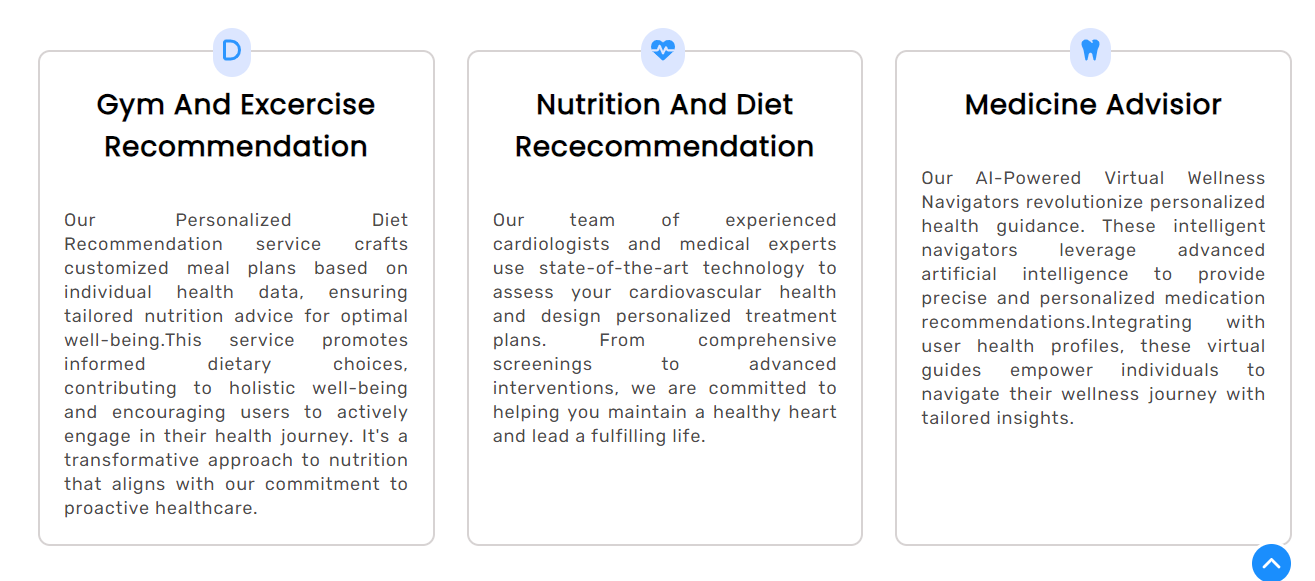 Gym And Excercise
Recommendation
Our Personalized Diet
Recommendation service crafts
customized meal plans based on
individual health data, ensuring
tailored nutrition advice for optimal
well-being.This service promotes
informed dietary choices,
contributing to holistic well-being
and encouraging users to actively
engage in their health journey. It's a
transformative approach to nutrition
that aligns with our commitment to
proactive healthcare.
Nutrition And Diet
Rececommendation
Our team of experienced
cardiologists and medical experts
use state-of-the-art technology to
assess your cardiovascular health
and design personalized treatment
plans. From comprehensive
screenings to advanced
interventions, we are committed to
helping you maintain a healthy heart
and lead a fulfilling life.
Medicine Advisior
Our AI-Powered Virtual Wellness
Navigators revolutionize personalized
health guidance. These intelligent
navigators leverage advanced
artificial intelligence to provide
precise and personalized medication
recommendations.Integrating with
user health profiles, these virtual
guides empower individuals to
navigate their wellness journey with
tailored insights.